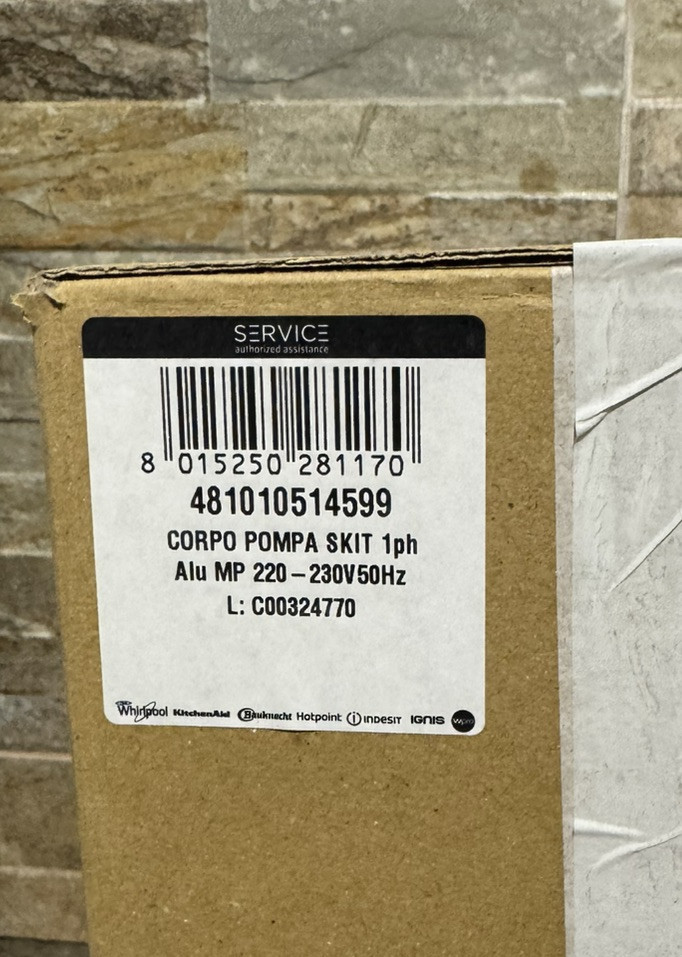 SERVICE
authorized assistance
8 015250 281170
481010514599
CORPO POMPA SKIT 1ph
Alu MP 220-230V50Hz
L: C00324770
Whirlpool KitchenAid Bauknecht Hotpoint indesit IGNIS wpro